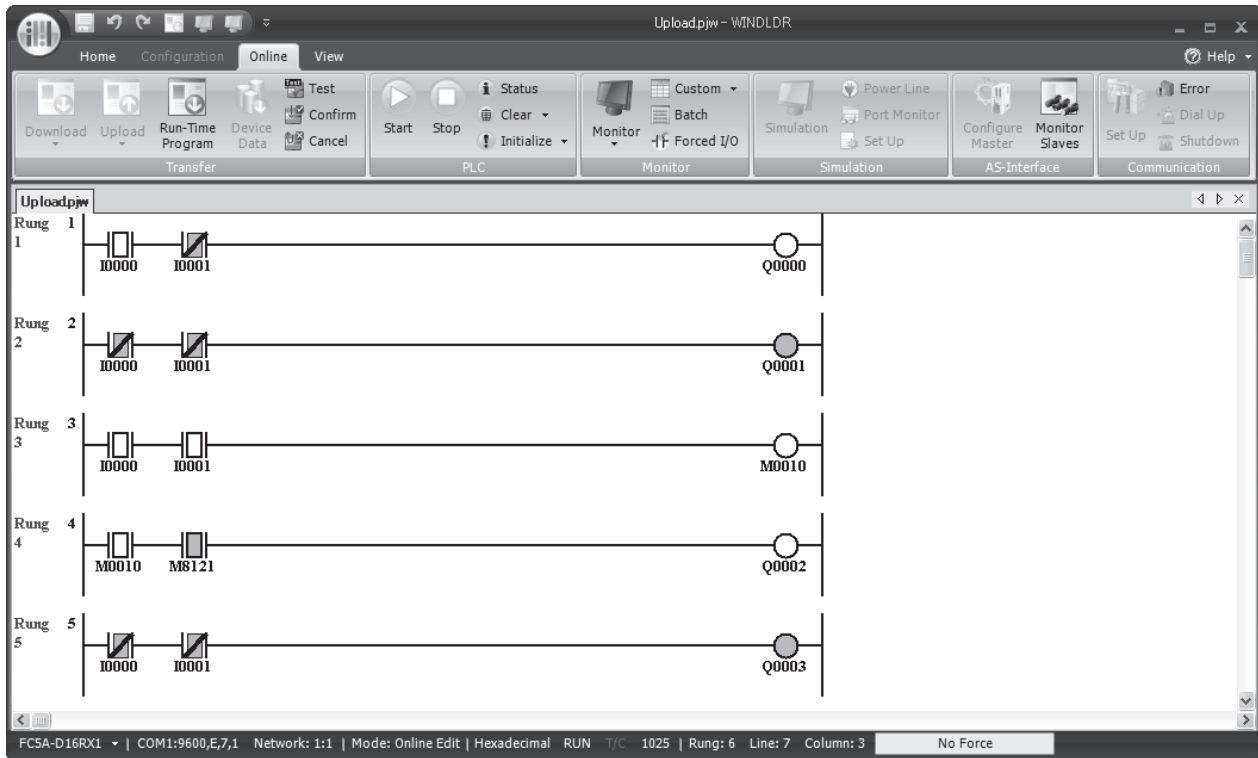 Upload.pjw - WINDLDR
Home Configuration Online View Help
Download Upload Run-Time Program Device Data Test Confirm Cancel
Transfer
Start Stop Status Clear Initialize
PLC
Monitor Custom Batch Forced I/O
Monitor
Simulation Power Line Port Monitor Set Up
Simulation
Configure Master Monitor Slaves
AS-Interface
Set Up Error Dial Up Shutdown
Communication
Upload.pjw
Rung 1
1
I0000 I0001 Q0000
Rung 2
2
I0000 I0001 Q0001
Rung 3
3
I0000 I0001 M0010
Rung 4
4
M0010 M8121 Q0002
Rung 5
5
I0000 I0001 Q0003
FC5A-D16RX1 | COM1:9600,E,7,1 Network: 1:1 | Mode: Online Edit | Hexadecimal RUN T/C 1025 | Rung: 6 Line: 7 Column: 3 No Force